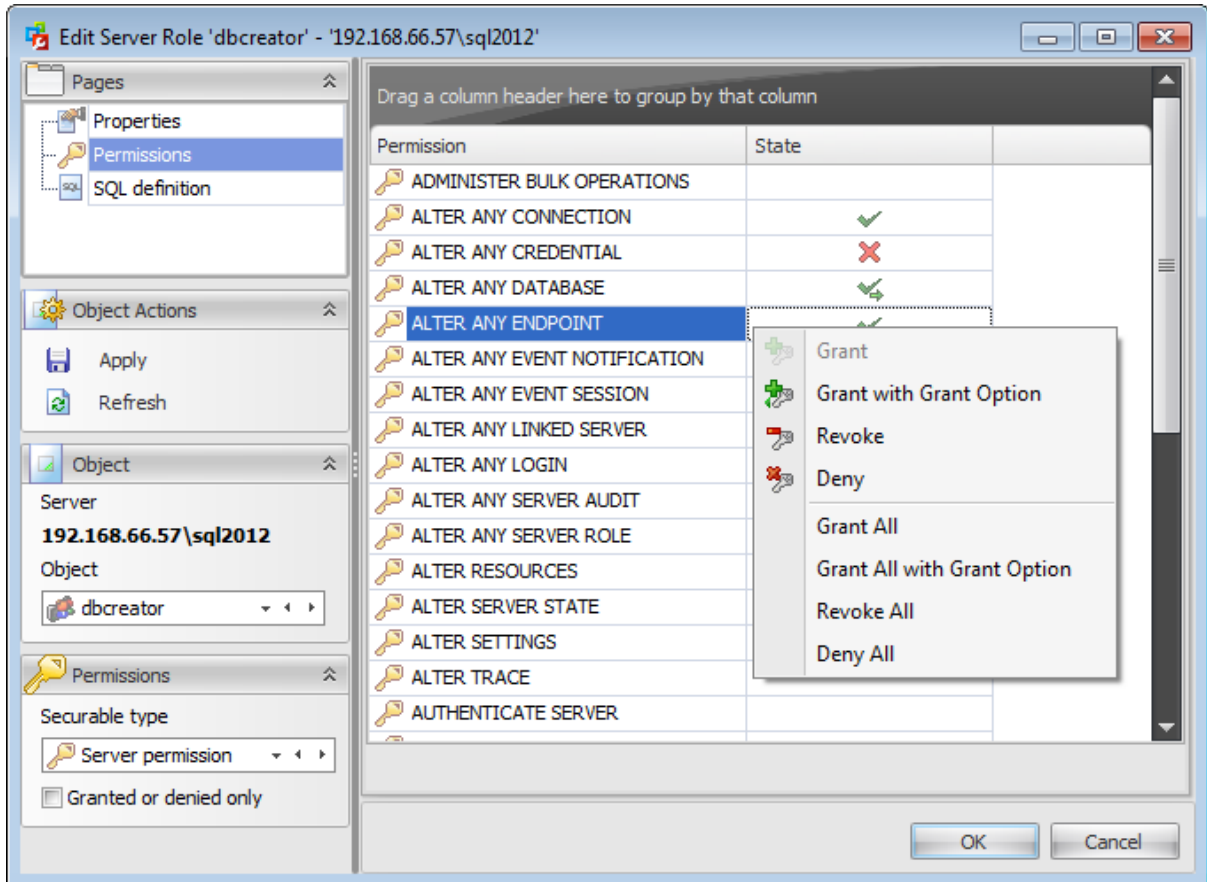 Edit Server Role 'dbcreator' - '192.168.66.57\sql2012'
Pages
Properties
Permissions
SQL
SQL definition
Object Actions
Apply
Refresh
Object
Server
192.168.66.57\sql2012
Object
dbcreator
Permissions
Securable type
Server permission
Granted or denied only
Drag a column header here to group by that column
Permission State
ADMINISTER BULK OPERATIONS
ALTER ANY CONNECTION
ALTER ANY CREDENTIAL
ALTER ANY DATABASE
ALTER ANY ENDPOINT
ALTER ANY EVENT NOTIFICATION
ALTER ANY EVENT SESSION
ALTER ANY LINKED SERVER
ALTER ANY LOGIN
ALTER ANY SERVER AUDIT
ALTER ANY SERVER ROLE
ALTER RESOURCES
ALTER SERVER STATE
ALTER SETTINGS
ALTER TRACE
AUTHENTICATE SERVER
Grant
Grant with Grant Option
Revoke
Deny
Grant All
Grant All with Grant Option
Revoke All
Deny All
OK Cancel